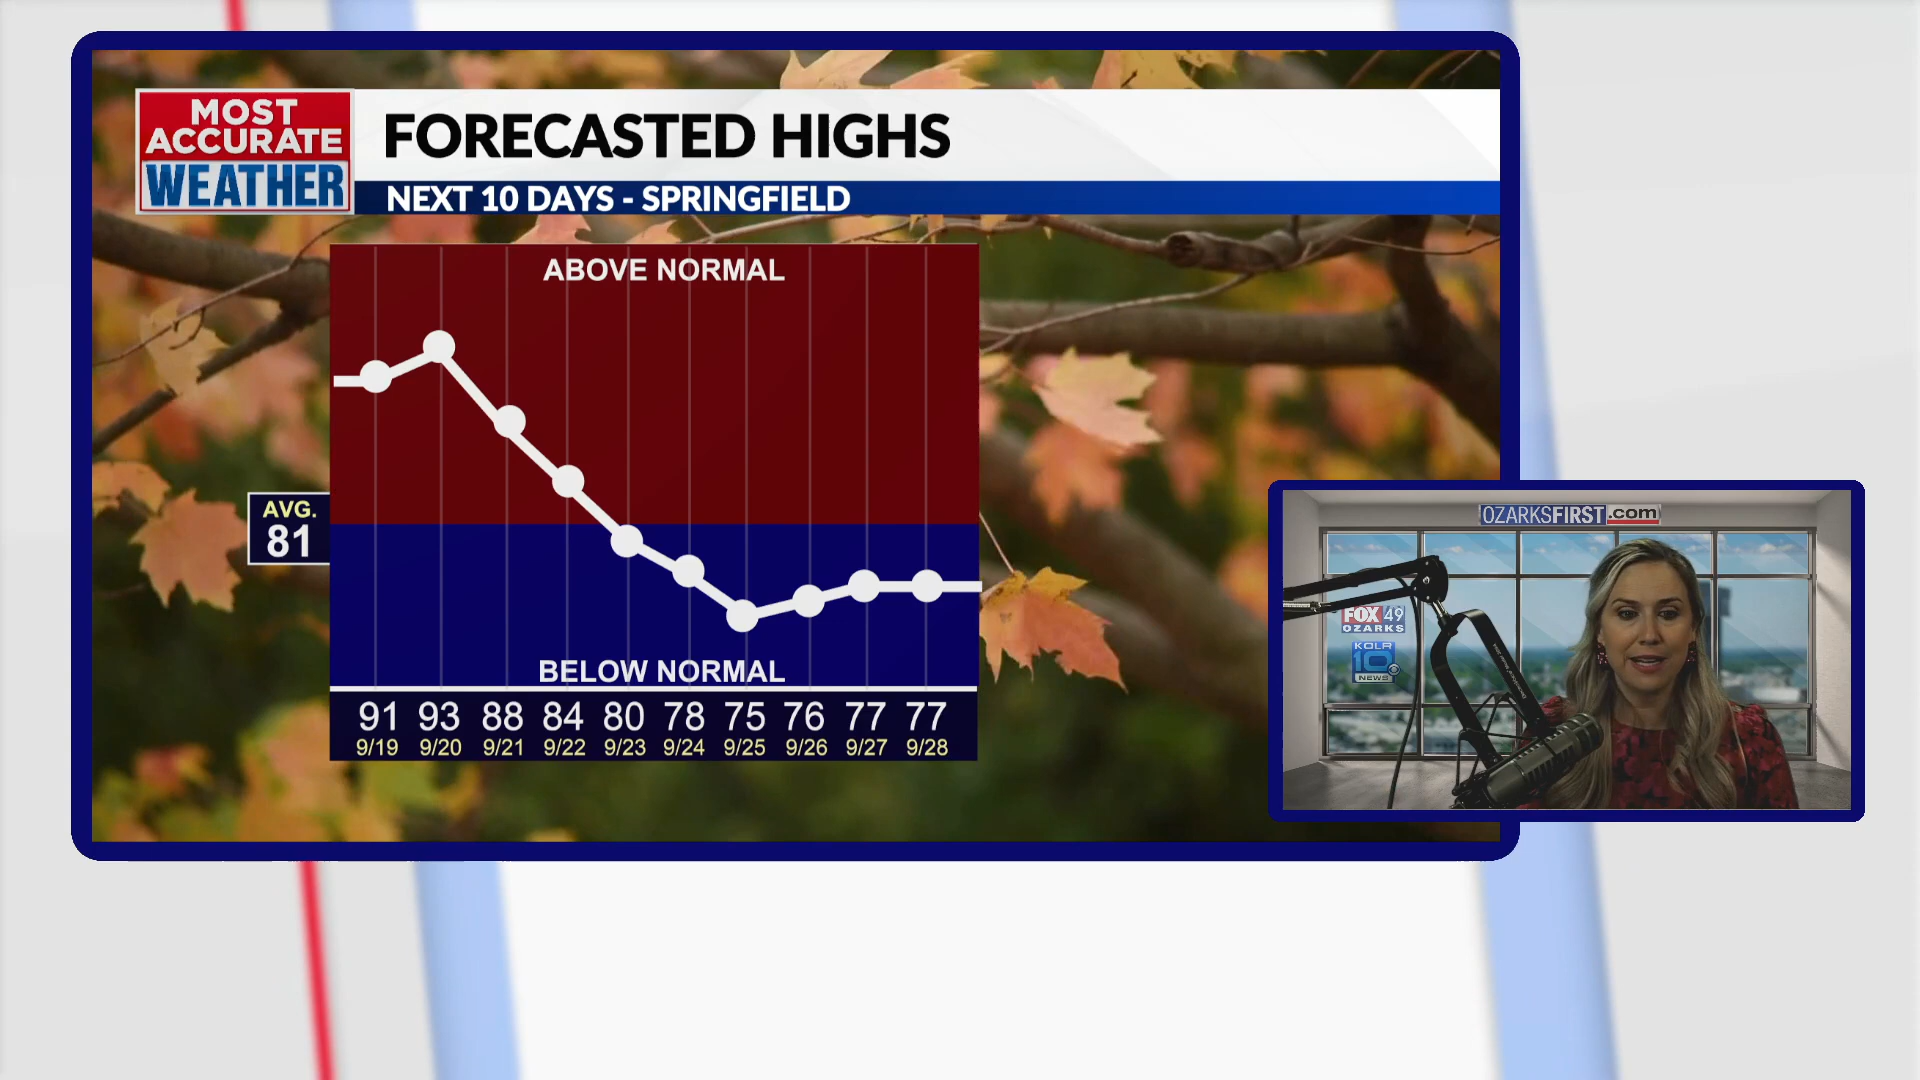 MOST
ACCURATE
WEATHER
FORECASTED HIGHS
NEXT 10 DAYS - SPRINGFIELD
ABOVE NORMAL
AVG.
81
BELOW NORMAL
91 93 88 84 80 78 75 76 77 77
9/19 9/20 9/21 9/22 9/23 9/24 9/25 9/26 9/27 9/28
OZARKSFIRST.com
FOX 49
OZARKS
KOLR
10
NEWS